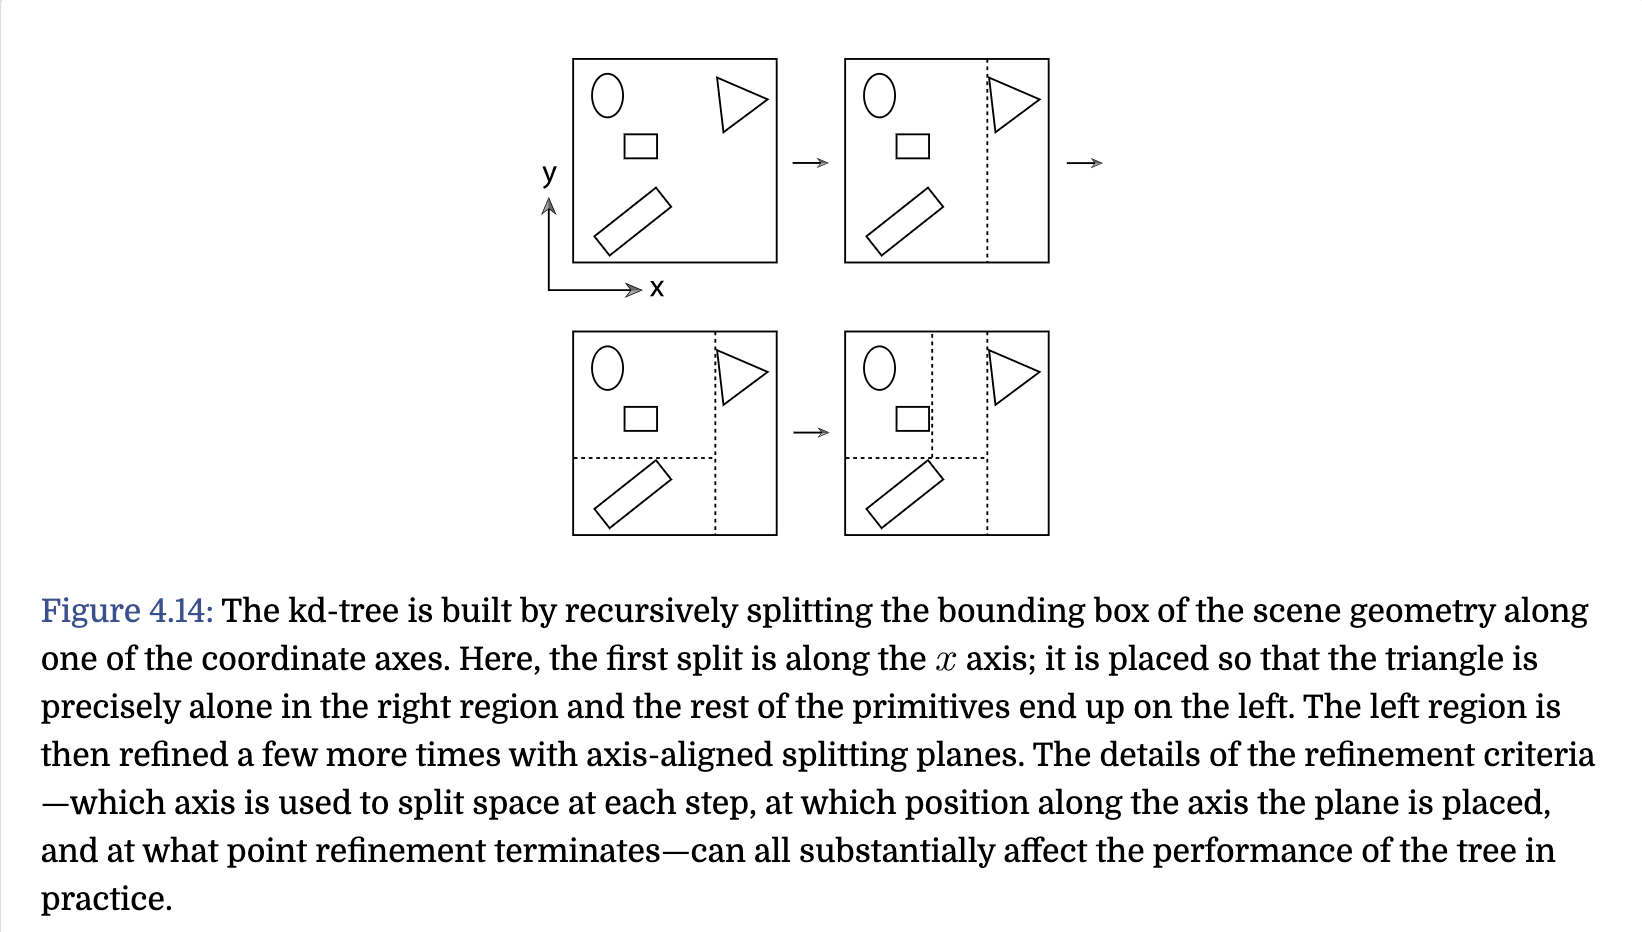 y
x
Figure 4.14: The kd-tree is built by recursively splitting the bounding box of the scene geometry along
one of the coordinate axes. Here, the first split is along the x axis; it is placed so that the triangle is
precisely alone in the right region and the rest of the primitives end up on the left. The left region is
then refined a few more times with axis-aligned splitting planes. The details of the refinement criteria
—which axis is used to split space at each step, at which position along the axis the plane is placed,
and at what point refinement terminates—can all substantially affect the performance of the tree in
practice.